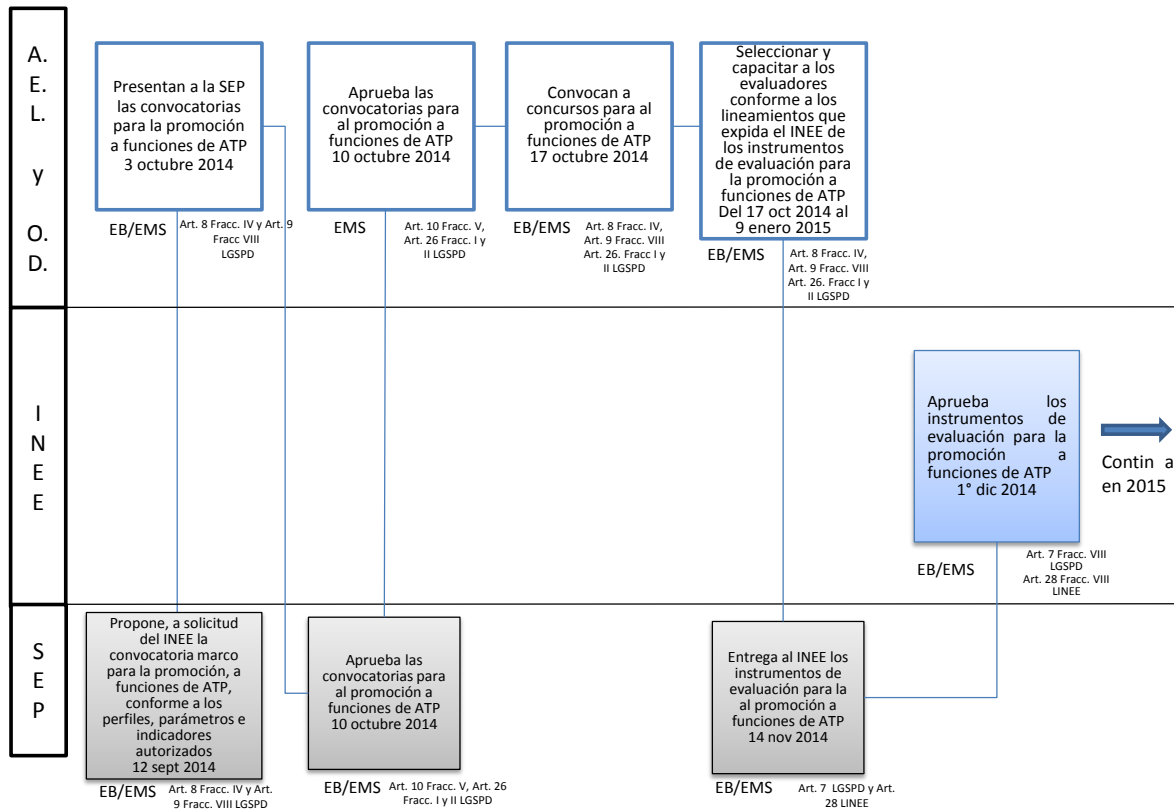 A.
E.
L.
y
O.
D.
Presentan a la SEP
las convocatorias
para la promoción
a funciones de ATP
3 octubre 2014
EB/EMS
Art. 8 Fracc. IV y Art. 9
Fracc VIII
LGSPD
Aprueba las
convocatorias para
al promoción a
funciones de ATP
10 octubre 2014
EMS
Art. 10 Fracc. V,
Art. 26 Fracc. I y
II LGSPD
Convocan a
concursos para al
promoción a
funciones de ATP
17 octubre 2014
EB/EMS
Art. 8 Fracc. IV,
Art. 9 Fracc. VIII
Art. 26. Fracc I y
II LGSPD
Seleccionar y
capacitar a los
evaluadores
conforme a los
lineamientos que
expida el INEE de
los instrumentos
de evaluación para
la promoción a
funciones de ATP
Del 17 oct 2014 al
9 enero 2015
EB/EMS
Art. 8 Fracc. IV,
Art. 9 Fracc. VIII
Art. 26. Fracc I y
II LGSPD
I
N
E
E
Aprueba los
instrumentos de
evaluación para la
promoción a
funciones de ATP
1° dic 2014
EB/EMS
Art. 7 Fracc. VIII
LGSPD
Art. 28 Fracc. VIII
LINEE
Contin a
en 2015
S
E
P
Propone, a solicitud
del INEE la
convocatoria marco
para la promoción, a
funciones de ATP,
conforme a los
perfiles, parámetros e
indicadores
autorizados
12 sept 2014
EB/EMS
Art. 8 Fracc. IV y Art.
9 Fracc. VIII LGSPD
Aprueba las
convocatorias para
al promoción a
funciones de ATP
10 octubre 2014
EB/EMS
Art. 10 Fracc. V, Art. 26
Fracc. I y II LGSPD
Entrega al INEE los
instrumentos de
evaluación para la
al promoción a
funciones de ATP
14 nov 2014
EB/EMS
Art. 7 LGSPD y Art.
28 LINEE